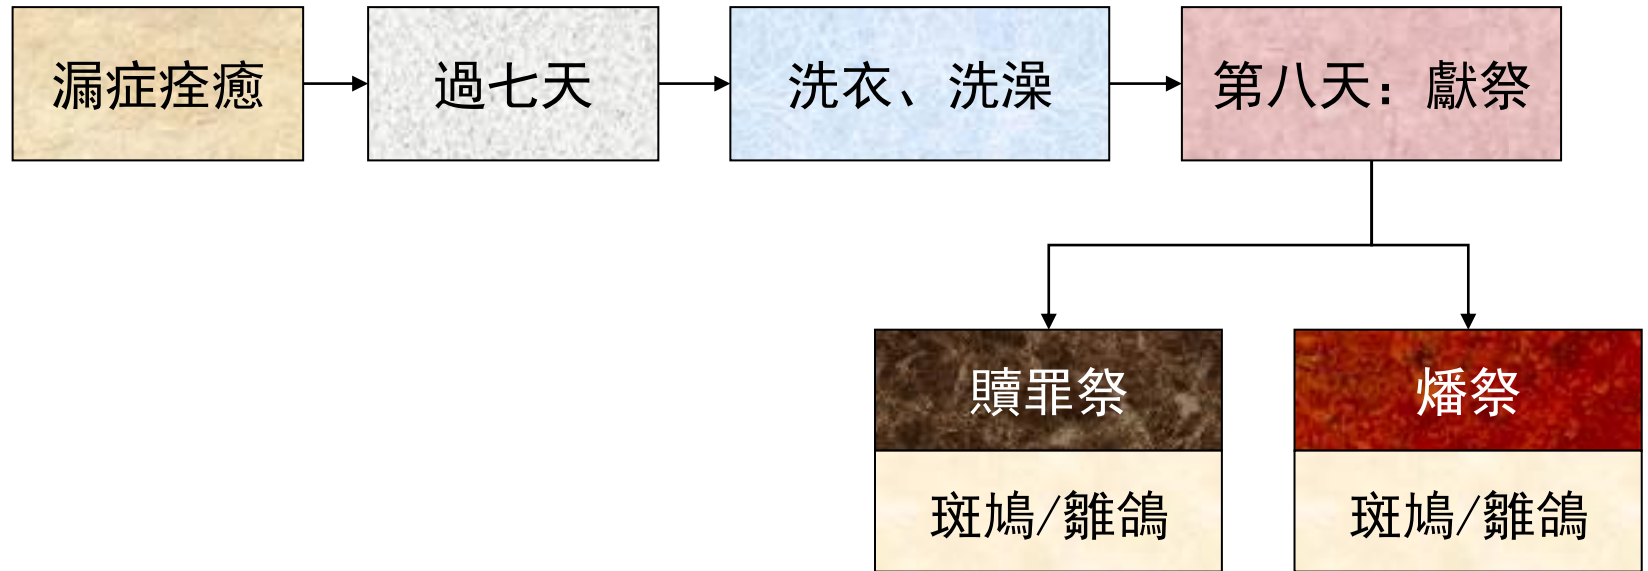 漏症痊癒
過七天
洗衣、洗澡
第八天：獻祭
贖罪祭
燔祭
斑鳩/雛鴿
斑鳩/雛鴿